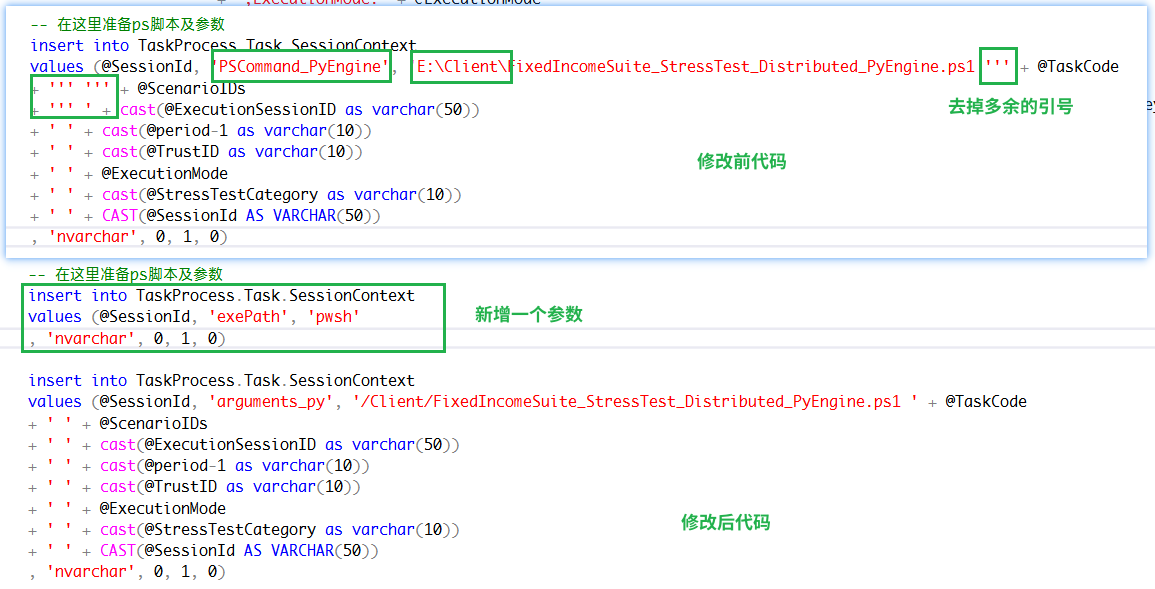 -- 在这里准备ps脚本及参数
insert into TaskProcess.Task.SessionContext
values (@SessionId, 'PSCommand_PyEngine', 'E:\Client\FixedIncomeSuite_StressTest_Distributed_PyEngine.ps1 ''' + @TaskCode
+ ''' ''' + @ScenarioIDs
+ ''' ' + cast(@ExecutionSessionID as varchar(50))
去掉多余的引号
+ ' ' + cast(@period-1 as varchar(10))
+ ' ' + cast(@TrustID as varchar(10))
修改前代码
+ ' ' + @ExecutionMode
+ ' ' + cast(@StressTestCategory as varchar(10))
+ ' ' + CAST(@SessionId AS VARCHAR(50))
, 'nvarchar', 0, 1, 0)
-- 在这里准备ps脚本及参数
insert into TaskProcess.Task.SessionContext
values (@SessionId, 'exePath', 'pwsh'
新增一个参数
, 'nvarchar', 0, 1, 0)
insert into TaskProcess.Task.SessionContext
values (@SessionId, 'arguments_py', '/Client/FixedIncomeSuite_StressTest_Distributed_PyEngine.ps1 ' + @TaskCode
+ ' ' + @ScenarioIDs
+ ' ' + cast(@ExecutionSessionID as varchar(50))
+ ' ' + cast(@period-1 as varchar(10))
+ ' ' + cast(@TrustID as varchar(10))
+ ' ' + @ExecutionMode
修改后代码
+ ' ' + cast(@StressTestCategory as varchar(10))
+ ' ' + CAST(@SessionId AS VARCHAR(50))
, 'nvarchar', 0, 1, 0)